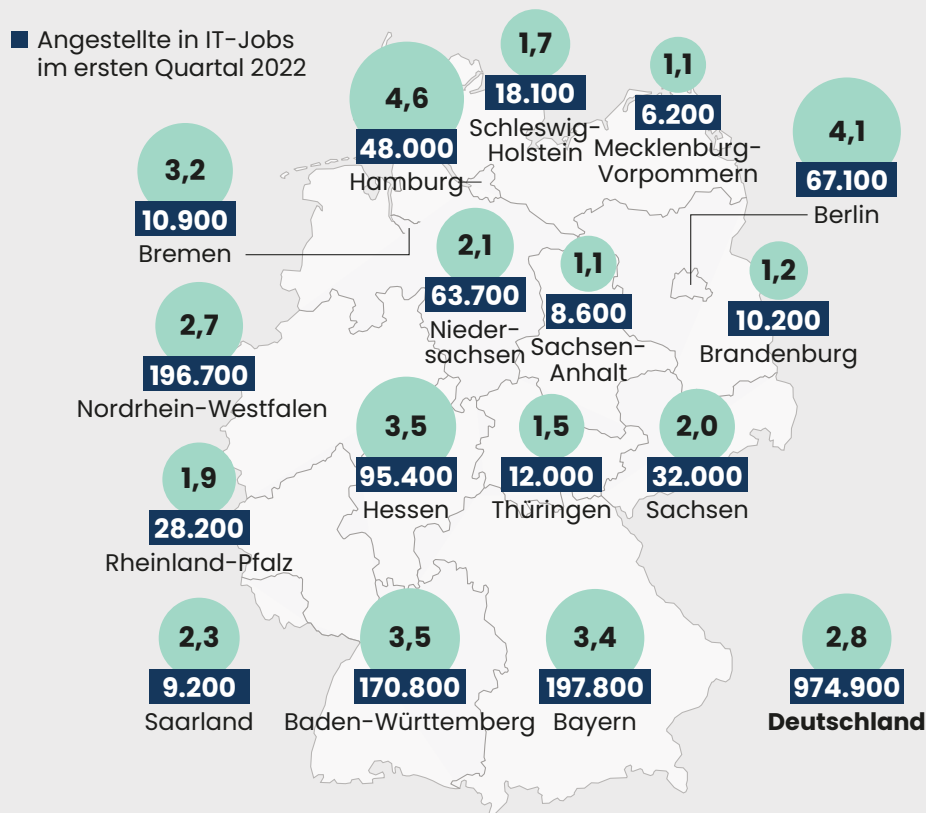 Angestellte in IT-Jobs
im ersten Quartal 2022
1,7
18.100
Schleswig-
Holstein
1,1
6.200
Mecklenburg-
Vorpommern
4,6
48.000
Hamburg
4,1
67.100
Berlin
3,2
10.900
Bremen
2,1
63.700
Nieder-
sachsen
1,1
8.600
Sachsen-
Anhalt
1,2
10.200
Brandenburg
2,7
196.700
Nordrhein-Westfalen
3,5
95.400
Hessen
1,5
12.000
Thüringen
2,0
32.000
Sachsen
1,9
28.200
Rheinland-Pfalz
2,3
9.200
Saarland
3,5
170.800
Baden-Württemberg
3,4
197.800
Bayern
2,8
974.900
Deutschland